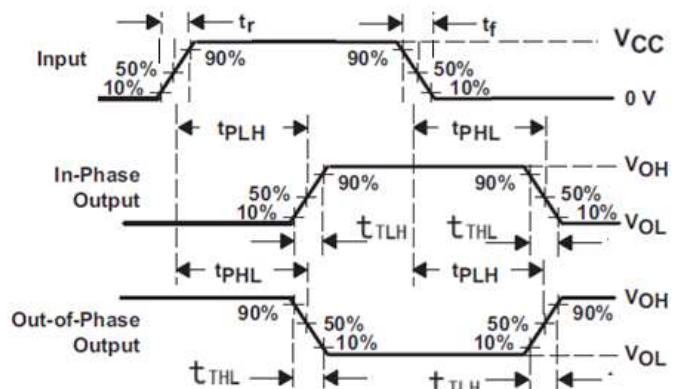 tr
tf
VCC
Input
50%
10%
90%
90%
50%
10%
0 V
tPLH
tPHL
In-Phase
Output
50%
10%
90%
90%
50%
10%
VOH
VOL
tTLH
tTHL
tPHL
tPLH
Out-of-Phase
Output
90%
50%
10%
50%
10%
90%
VOH
VOL
tTHL
tTLH